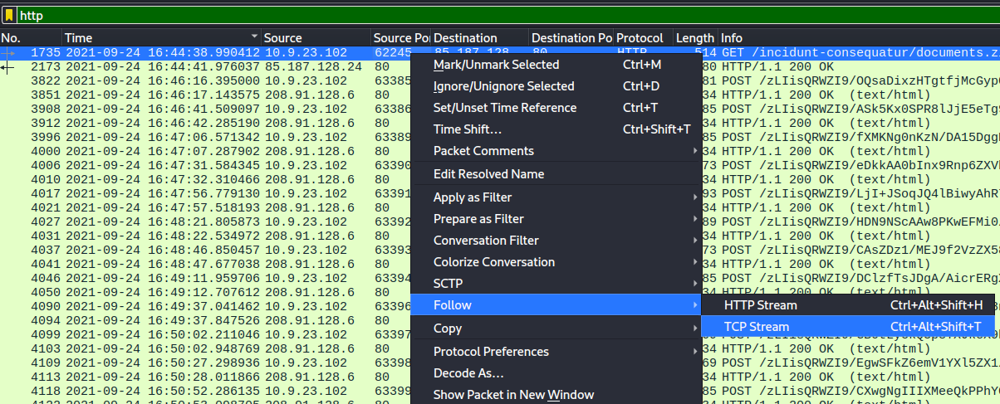 http
No. Time Source Source Por Destination Destination Po Protocol Length Info
1735 2021-09-24 16:44:38.990412 10.9.23.102 62245 85.187.128 80 HTTP 514 GET /incidunt-consequatur/documents.z
2173 2021-09-24 16:44:41.976037 85.187.128.24 80 Mark/Unmark Selected Ctrl+M 80 HTTP/1.1 200 OK
3822 2021-09-24 16:46:16.395000 10.9.23.102 63385 Ignore/Unignore Selected Ctrl+D 81 POST /zLIisQRWZI9/OQsaDixzHTgtfjMcGyp
3851 2021-09-24 16:46:17.143575 208.91.128.6 80 34 HTTP/1.1 200 OK (text/html)
3908 2021-09-24 16:46:41.509097 10.9.23.102 63386 Set/Unset Time Reference Ctrl+T 85 POST /zLIisQRWZI9/ASk5Kx0SPR8lJjE5eTg
3912 2021-09-24 16:46:42.285190 208.91.128.6 80 Time Shift… Ctrl+Shift+T 34 HTTP/1.1 200 OK (text/html)
3996 2021-09-24 16:47:06.571342 10.9.23.102 63389 85 POST /zLIisQRWZI9/fXMKNg0nKzN/DA15Dgg
4000 2021-09-24 16:47:07.287902 208.91.128.6 80 Packet Comments 34 HTTP/1.1 200 OK (text/html)
4006 2021-09-24 16:47:31.584345 10.9.23.102 63390 Edit Resolved Name 73 POST /zLIisQRWZI9/eDkkAA0bInx9Rnp6ZXV
4010 2021-09-24 16:47:32.310466 208.91.128.6 80 34 HTTP/1.1 200 OK (text/html)
4017 2021-09-24 16:47:56.779130 10.9.23.102 63391 Apply as Filter 93 POST /zLIisQRWZI9/LjI+JSoqJQ4lBiwyAhR
4021 2021-09-24 16:47:57.518193 208.91.128.6 80 Prepare as Filter 34 HTTP/1.1 200 OK (text/html)
4027 2021-09-24 16:48:21.805873 10.9.23.102 63392 89 POST /zLIisQRWZI9/HDN9NScAAw8PKwEFMi0
4031 2021-09-24 16:48:22.534972 208.91.128.6 80 Conversation Filter 34 HTTP/1.1 200 OK (text/html)
4037 2021-09-24 16:48:46.850457 10.9.23.102 63393 Colorize Conversation 73 POST /zLIisQRWZI9/CAsZDz1/MEJ9f2VzZX5
4041 2021-09-24 16:48:47.677038 208.91.128.6 80 34 HTTP/1.1 200 OK (text/html)
4046 2021-09-24 16:49:11.959706 10.9.23.102 63394 SCTP 85 POST /zLIisQRWZI9/DClzfTsJDgA/AicrERg
4050 2021-09-24 16:49:12.707612 208.91.128.6 80
4090 2021-09-24 16:49:37.041462 10.9.23.102 63396 Follow HTTP Stream Ctrl+Alt+Shift+H
4094 2021-09-24 16:49:37.847526 208.91.128.6 80 TCP Stream Ctrl+Alt+Shift+T
4099 2021-09-24 16:50:02.211046 10.9.23.102 63397 Copy
4103 2021-09-24 16:50:02.948769 208.91.128.6 80 Protocol Preferences 34 HTTP/1.1 200 OK (text/html)
4109 2021-09-24 16:50:27.298936 10.9.23.102 63398 69 POST /zLIisQRWZI9/EgwSFkZ6emV1YXl5ZX1
4113 2021-09-24 16:50:28.011866 208.91.128.6 80 Decode As… 34 HTTP/1.1 200 OK (text/html)
4118 2021-09-24 16:50:52.286135 10.9.23.102 63399 Show Packet in New Window 85 POST /zLIisQRWZI9/CXwgNgIIIXMeeQkPPhY